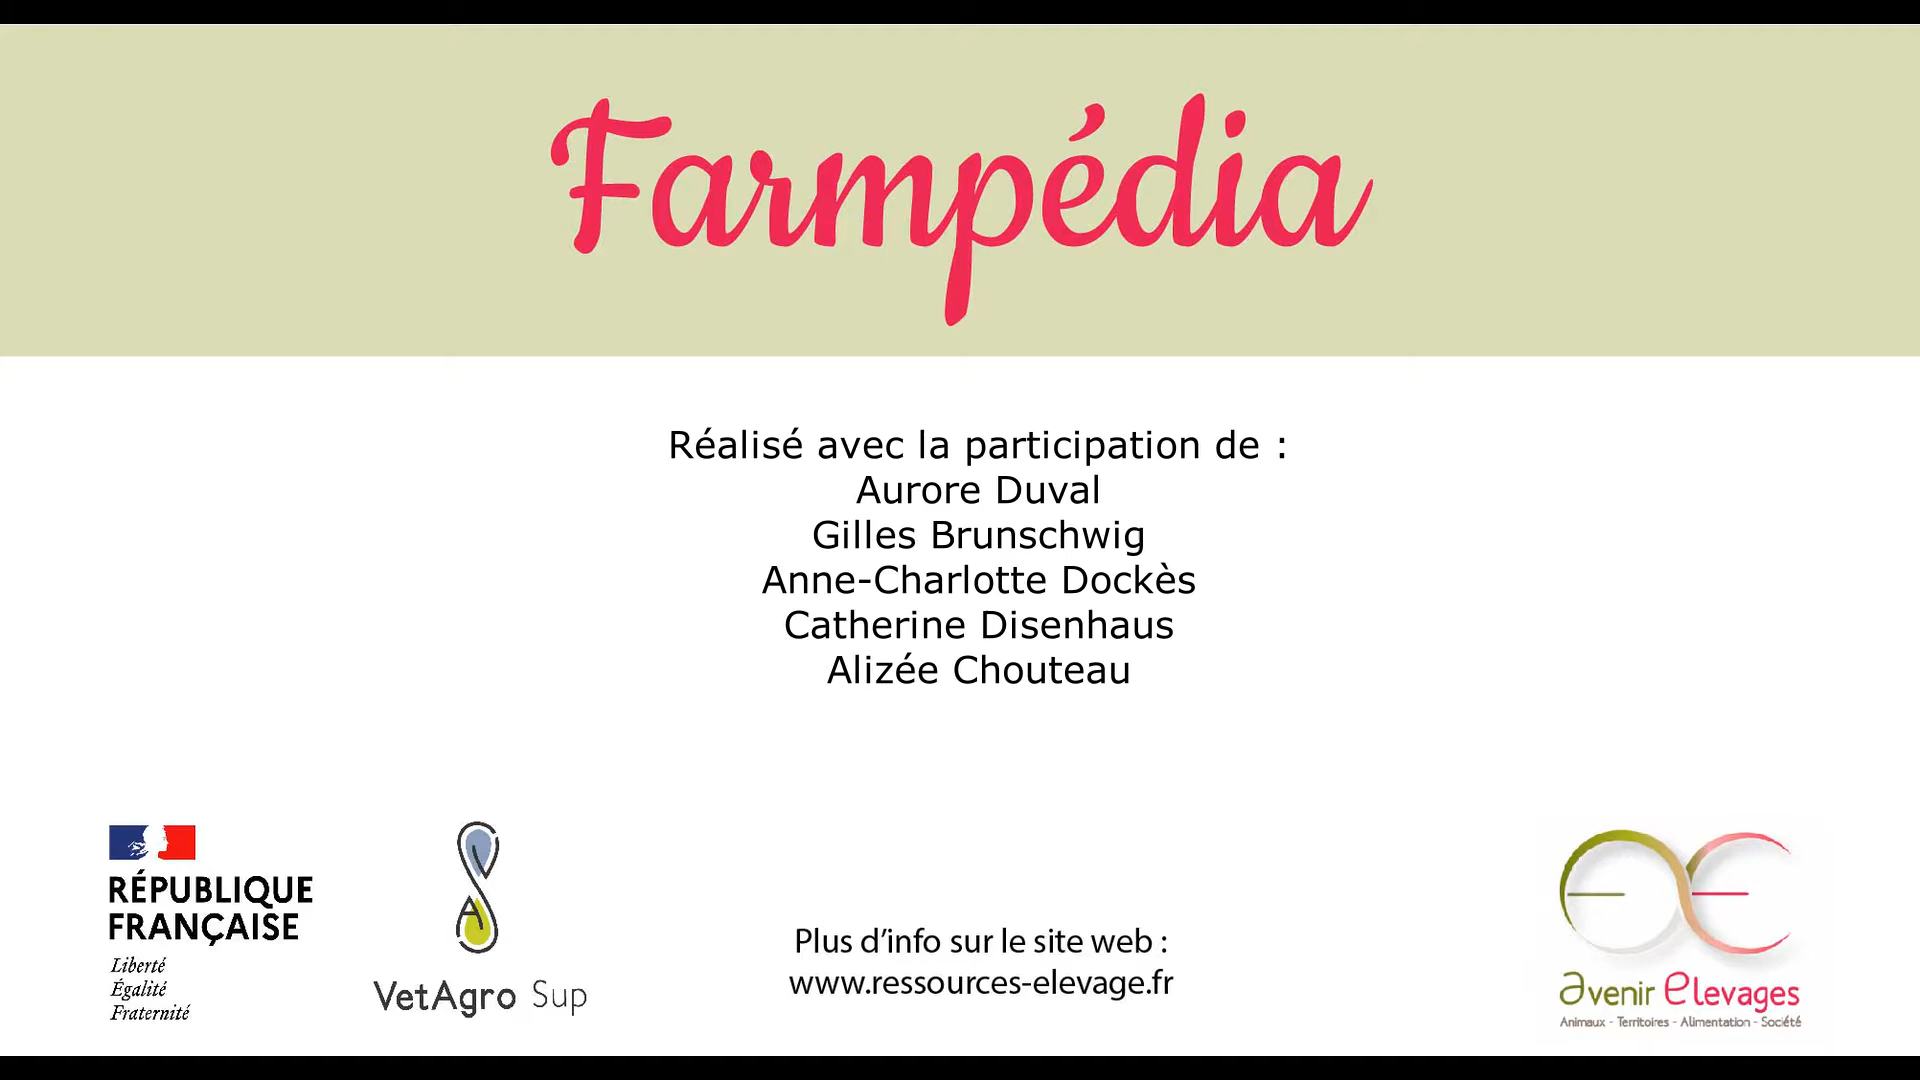 Farmpédia
Réalisé avec la participation de :
Aurore Duval
Gilles Brunschwig
Anne-Charlotte Dockès
Catherine Disenhaus
Alizée Chouteau
RÉPUBLIQUE
FRANÇAISE
Liberté
Égalité
Fraternité
VetAgro Sup
Plus d’info sur le site web :
www.ressources-elevage.fr
avenir elevages
Animaux - Territoires - Alimentation - Société